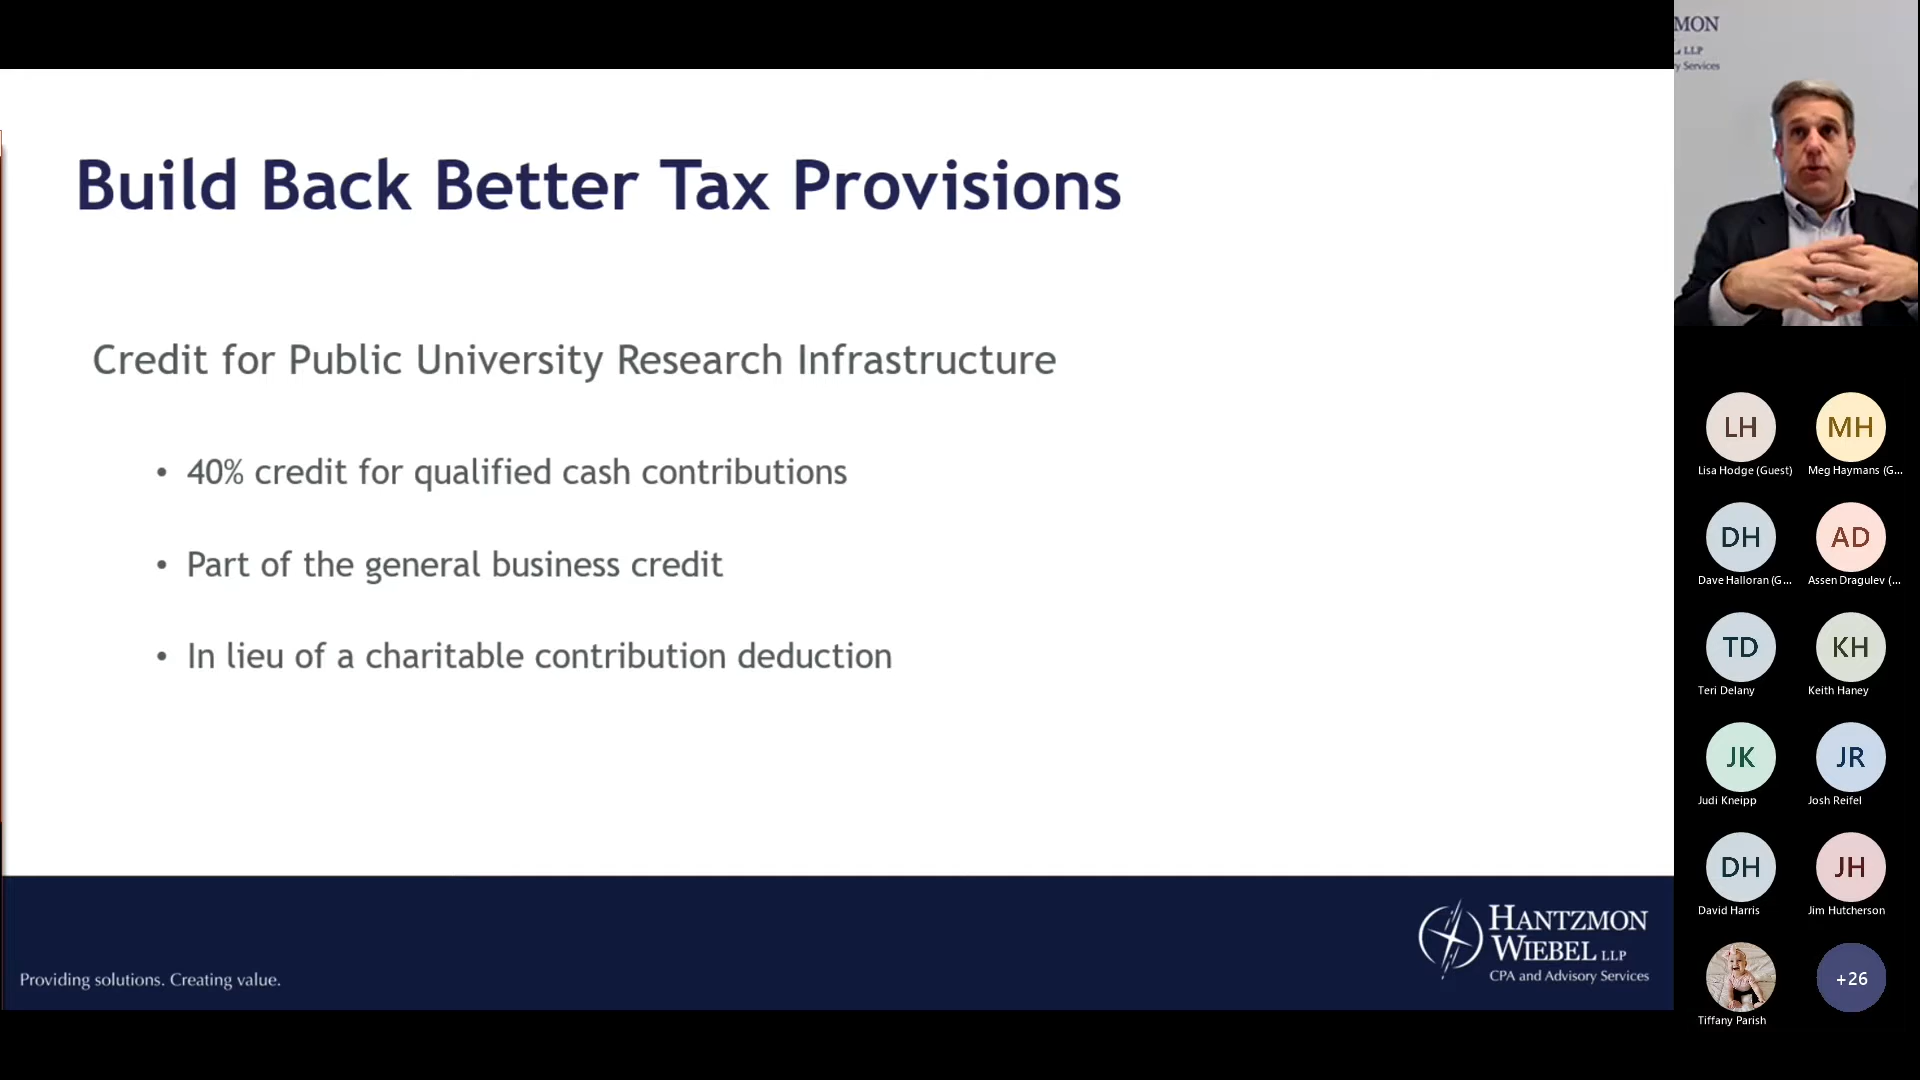 Build Back Better Tax Provisions
Credit for Public University Research Infrastructure
• 40% credit for qualified cash contributions
• Part of the general business credit
• In lieu of a charitable contribution deduction
Providing solutions. Creating value.
HANTZMON
WIEBEL LLP
CPA and Advisory Services
MON
LLP
y Services
LH
MH
Lisa Hodge (Guest)
Meg Haymans (G...
DH
AD
Dave Halloran (G...
Assen Dragulev (...
TD
KH
Teri Delany
Keith Haney
JK
JR
Judi Kneipp
Josh Reifel
DH
JH
David Harris
Jim Hutcherson
+26
Tiffany Parish